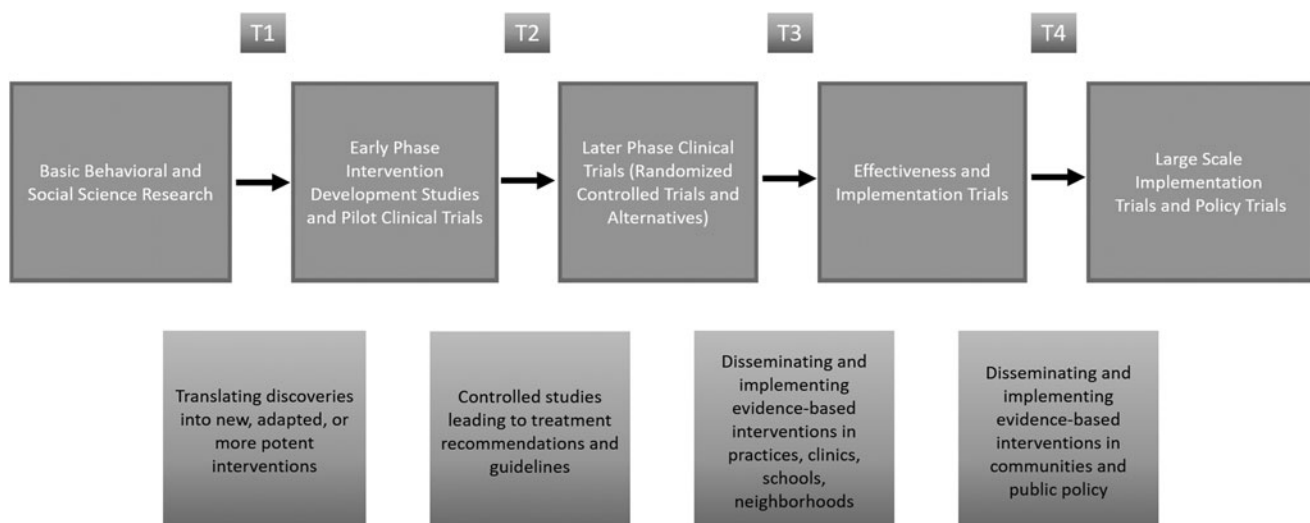 T1
T2
T3
T4
Basic Behavioral and
Social Science Research
Early Phase
Intervention
Development Studies
and Pilot Clinical Trials
Later Phase Clinical
Trials (Randomized
Controlled Trials and
Alternatives)
Effectiveness and
Implementation Trials
Large Scale
Implementation
Trials and Policy Trials
Translating discoveries
into new, adapted, or
more potent
interventions
Controlled studies
leading to treatment
recommendations and
guidelines
Disseminating and
implementing
evidence-based
interventions in
practices, clinics,
schools,
neighborhoods
Disseminating and
implementing
evidence-based
interventions in
communities and
public policy